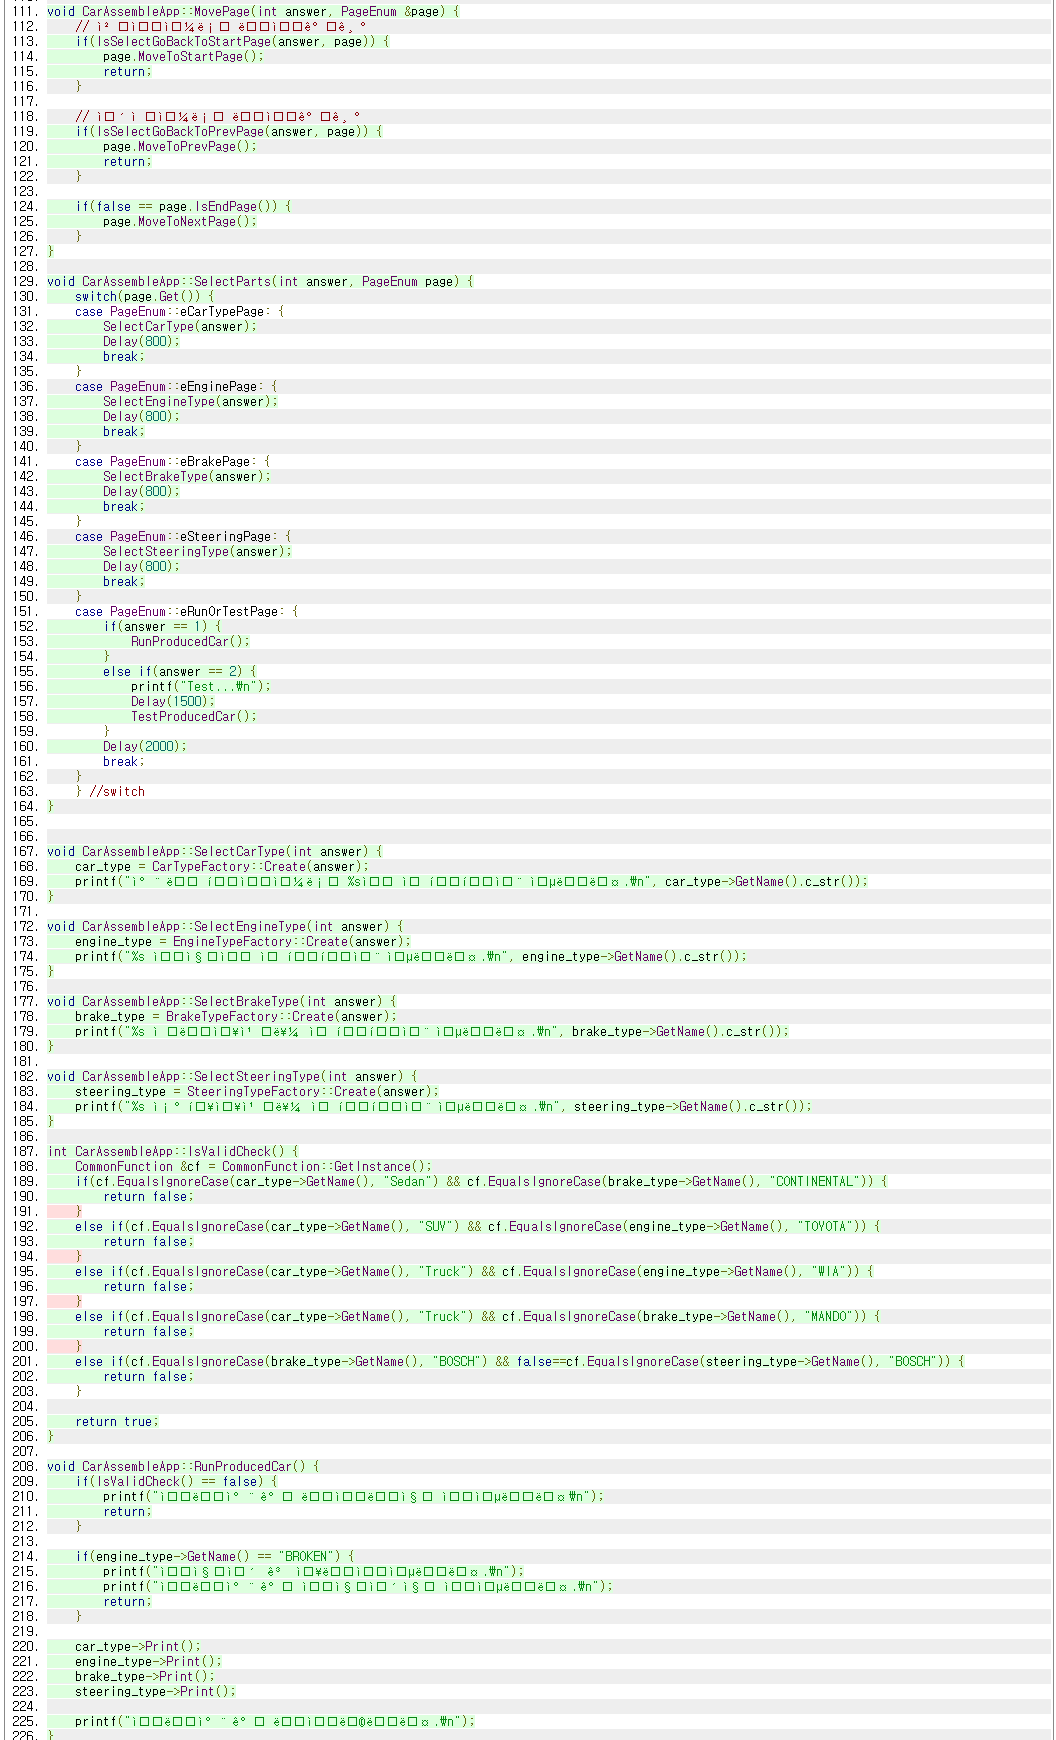 111. void CarAssembleApp::MovePage(int answer, PageEnum &page) {
112. //
113. if(IsSelectGoBackToStartPage(answer, page)) {
114. page.MoveToStartPage();
115. return;
116. }
117.
118. //
119. if(IsSelectGoBackToPrevPage(answer, page)) {
120. page.MoveToPrevPage();
121. return;
122. }
123.
124. if(false == page.IsEndPage()) {
125. page.MoveToNextPage();
126. }
127. }
128.
129. void CarAssembleApp::SelectParts(int answer, PageEnum page) {
130. switch(page.Get()) {
131. case PageEnum::eCarTypePage: {
132. SelectCarType(answer);
133. Delay(800);
134. break;
135. }
136. case PageEnum::eEnginePage: {
137. SelectEngineType(answer);
138. Delay(800);
139. break;
140. }
141. case PageEnum::eBrakePage: {
142. SelectBrakeType(answer);
143. Delay(800);
144. break;
145. }
146. case PageEnum::eSteeringPage: {
147. SelectSteeringType(answer);
148. Delay(800);
149. break;
150. }
151. case PageEnum::eRunOrTestPage: {
152. if(answer == 1) {
153. RunProducedCar();
154. }
155. else if(answer == 2) {
156. printf("Test...₩n");
157. Delay(1500);
158. TestProducedCar();
159. }
160. Delay(2000);
161. break;
162. }
163. } //switch
164. }
165.
166.
167. void CarAssembleApp::SelectCarType(int answer) {
168. car_type = CarTypeFactory::Create(answer);
169. printf(" .₩n", car_type->GetName().c_str());
170. }
171.
172. void CarAssembleApp::SelectEngineType(int answer) {
173. engine_type = EngineTypeFactory::Create(answer);
174. printf("%s .₩n", engine_type->GetName().c_str());
175. }
176.
177. void CarAssembleApp::SelectBrakeType(int answer) {
178. brake_type = BrakeTypeFactory::Create(answer);
179. printf("%s .₩n", brake_type->GetName().c_str());
180. }
181.
182. void CarAssembleApp::SelectSteeringType(int answer) {
183. steering_type = SteeringTypeFactory::Create(answer);
184. printf("%s .₩n", steering_type->GetName().c_str());
185. }
186.
187. int CarAssembleApp::IsValidCheck() {
188. CommonFunction &cf = CommonFunction::GetInstance();
189. if(cf.EqualsIgnoreCase(car_type->GetName(), "Sedan") && cf.EqualsIgnoreCase(brake_type->GetName(), "CONTINENTAL")) {
190. return false;
191. }
192. else if(cf.EqualsIgnoreCase(car_type->GetName(), "SUV") && cf.EqualsIgnoreCase(engine_type->GetName(), "TOYOTA")) {
193. return false;
194. }
195. else if(cf.EqualsIgnoreCase(car_type->GetName(), "Truck") && cf.EqualsIgnoreCase(engine_type->GetName(), "WIA")) {
196. return false;
197. }
198. else if(cf.EqualsIgnoreCase(car_type->GetName(), "Truck") && cf.EqualsIgnoreCase(brake_type->GetName(), "MANDO")) {
199. return false;
200. }
201. else if(cf.EqualsIgnoreCase(brake_type->GetName(), "BOSCH") && false==cf.EqualsIgnoreCase(steering_type->GetName(), "BOSCH")) {
202. return false;
203. }
204.
205. return true;
206. }
207.
208. void CarAssembleApp::RunProducedCar() {
209. if(IsValidCheck() == false) {
210. printf(" ₩n");
211. return;
212. }
213.
214. if(engine_type->GetName() == "BROKEN") {
215. printf(" .₩n");
216. printf(" .₩n");
217. return;
218. }
219.
220. car_type->Print();
221. engine_type->Print();
222. brake_type->Print();
223. steering_type->Print();
224.
225. printf(" .₩n");
226. }